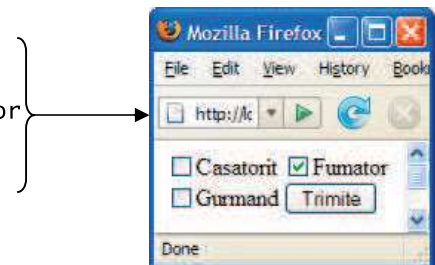 or
Mozilla Firefox
File Edit View History Book
http://lc
Casatorit Fumator
Gurmand Trimite
Done